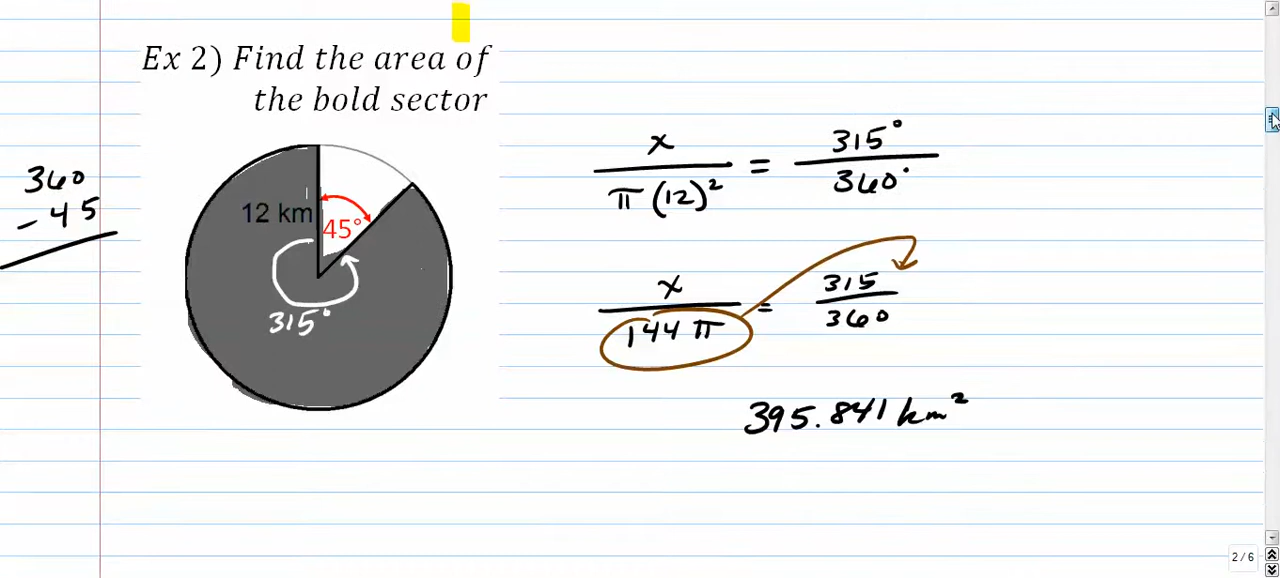 Ex 2) Find the area of
the bold sector
360
- 45
12 km
45°
315°
x / π(12)² = 315° / 360°
x / 144π = 315 / 360
395.841 km²
2 / 6